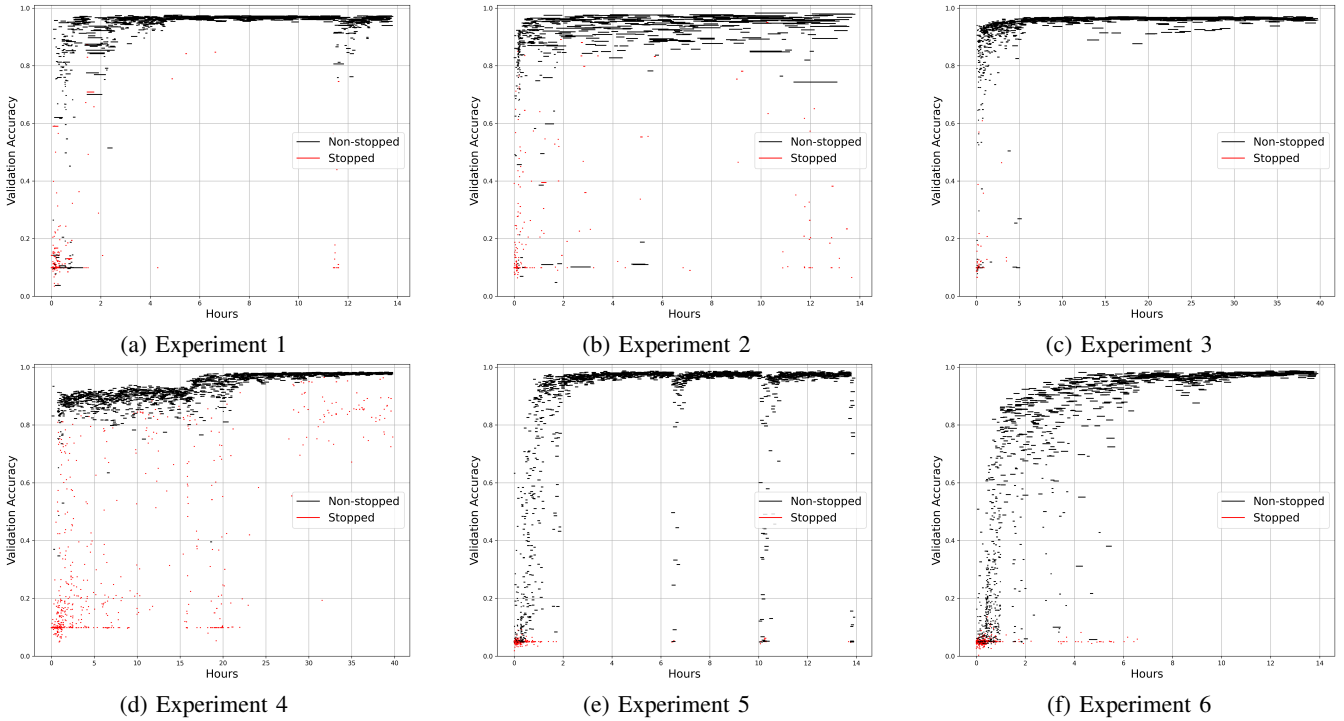 1.0
0.8
0.6
0.4
0.2
0.0
Validation Accuracy
Non-stopped
Stopped
0 2 4 6 8 10 12 14
Hours
(a) Experiment 1
1.0
0.8
0.6
0.4
0.2
0.0
Validation Accuracy
Non-stopped
Stopped
0 2 4 6 8 10 12 14
Hours
(b) Experiment 2
1.0
0.8
0.6
0.4
0.2
0.0
Validation Accuracy
Non-stopped
Stopped
0 5 10 15 20 25 30 35 40
Hours
(c) Experiment 3
1.0
0.8
0.6
0.4
0.2
0.0
Validation Accuracy
Non-stopped
Stopped
0 5 10 15 20 25 30 35 40
Hours
(d) Experiment 4
1.0
0.8
0.6
0.4
0.2
0.0
Validation Accuracy
Non-stopped
Stopped
0 2 4 6 8 10 12 14
Hours
(e) Experiment 5
1.0
0.8
0.6
0.4
0.2
0.0
Validation Accuracy
Non-stopped
Stopped
0 2 4 6 8 10 12 14
Hours
(f) Experiment 6